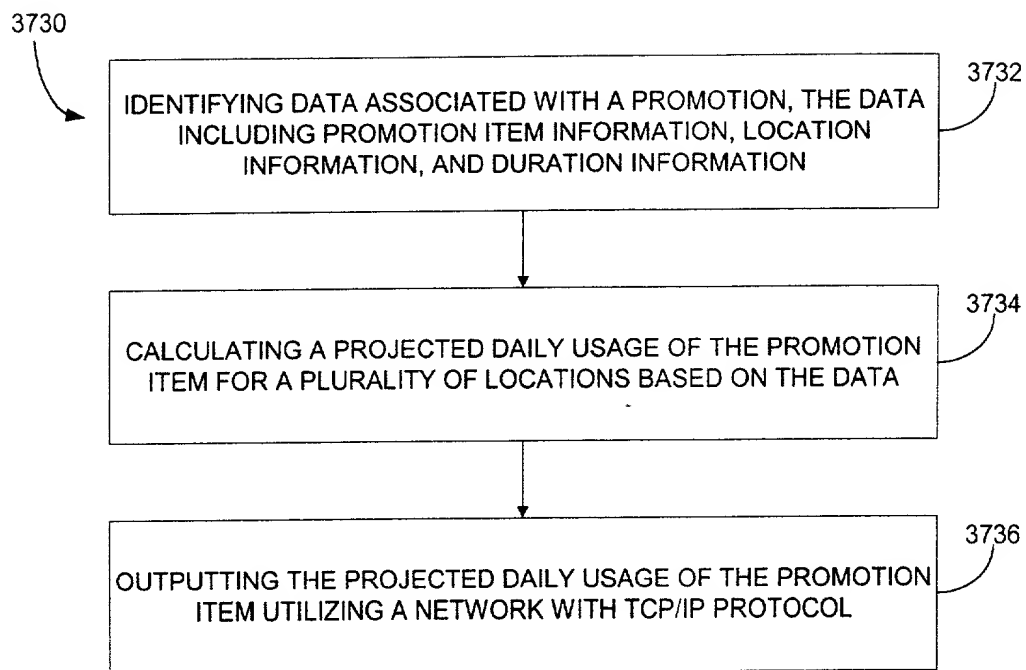 3730
3732
IDENTIFYING DATA ASSOCIATED WITH A PROMOTION, THE DATA
INCLUDING PROMOTION ITEM INFORMATION, LOCATION
INFORMATION, AND DURATION INFORMATION
3734
CALCULATING A PROJECTED DAILY USAGE OF THE PROMOTION
ITEM FOR A PLURALITY OF LOCATIONS BASED ON THE DATA
3736
OUTPUTTING THE PROJECTED DAILY USAGE OF THE PROMOTION
ITEM UTILIZING A NETWORK WITH TCP/IP PROTOCOL